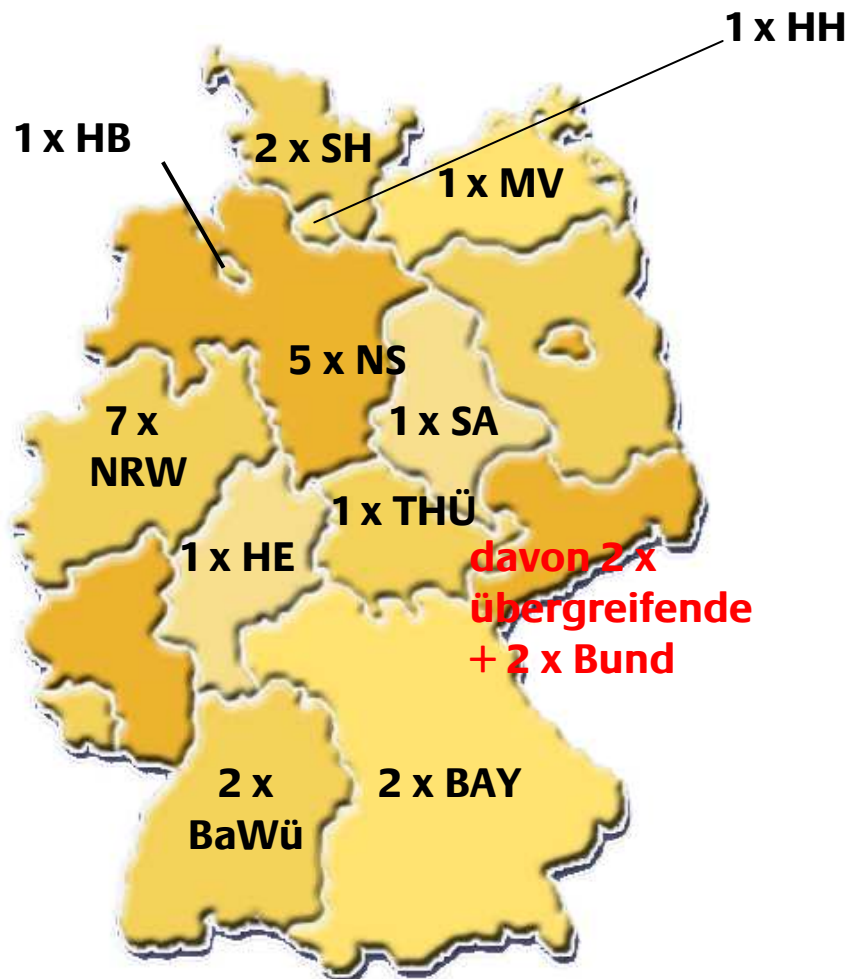 1 x HH
1 x HB
2 x SH
1 x MV
5 x NS
7 x
NRW
1 x SA
1 x THÜ
1 x HE
davon 2 x
übergreifende
+ 2 x Bund
2 x
BaWü
2 x BAY